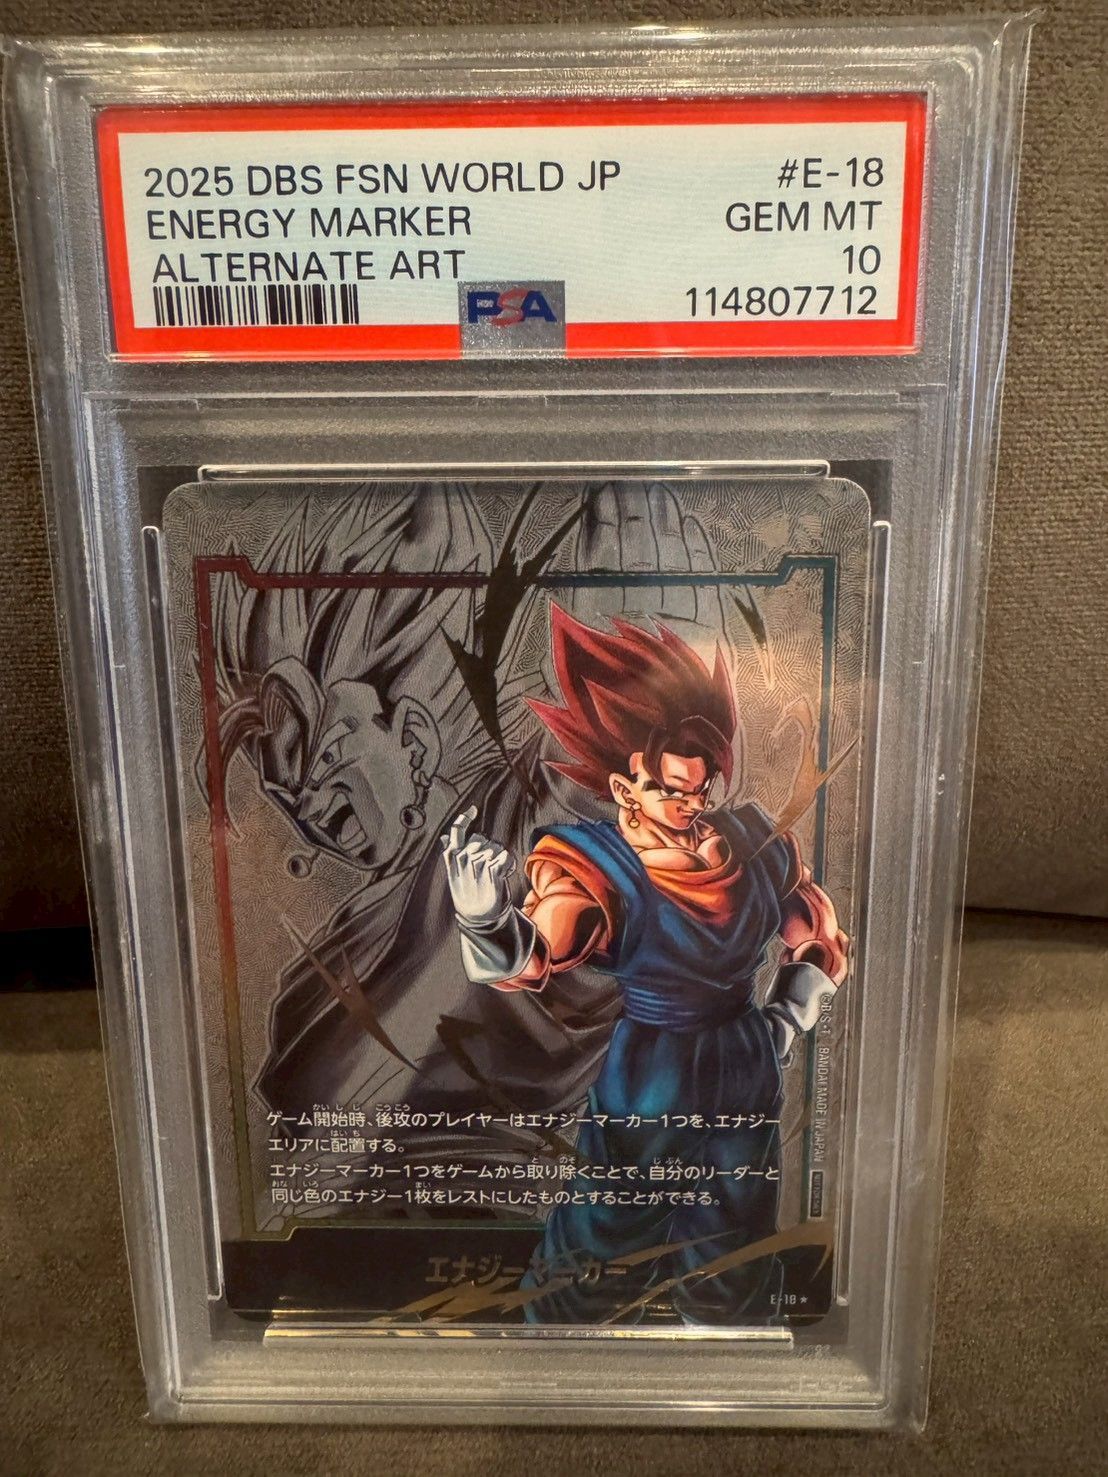 2025 DBS FSN WORLD JP #E-18
ENERGY MARKER GEM MT
ALTERNATE ART 10
PSA 114807712
ゲーム開始時、後攻のプレイヤーはエナジーマーカー1つを、エナジー
エリアに配置する。
エナジーマーカー1つをゲームから取り除くことで、自分のリーダーと
同じ色のエナジー1枚をレストにしたものとすることができる。
エナジーマーカー
E-18★
BANDAI MADE IN JAPAN